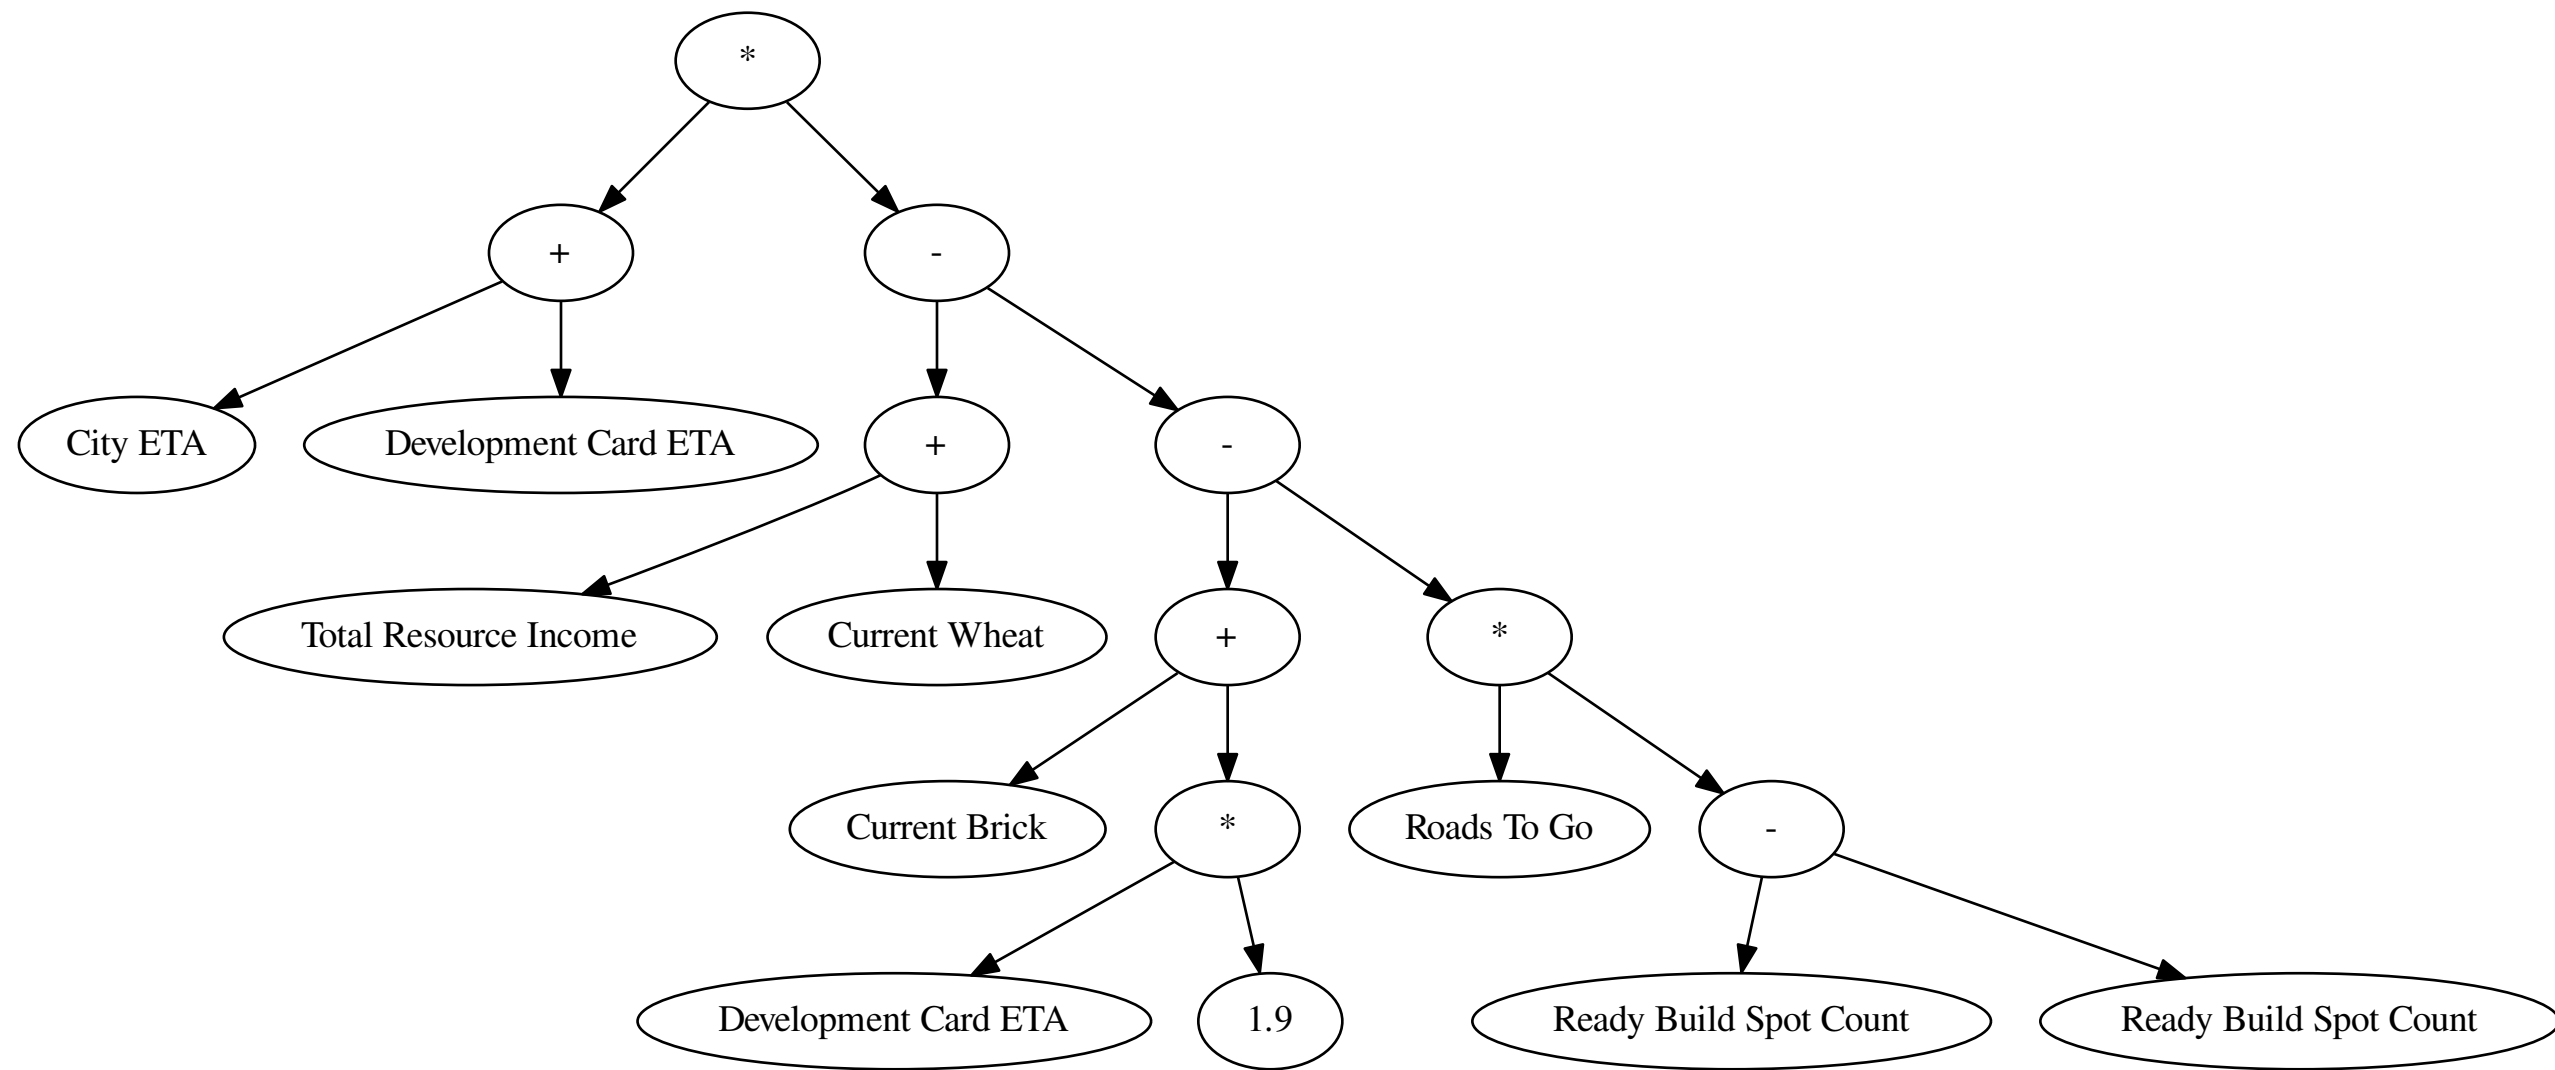 *
+
-
City ETA
Development Card ETA
+
-
Total Resource Income
Current Wheat
+
*
Current Brick
*
Roads To Go
-
Development Card ETA
1.9
Ready Build Spot Count
Ready Build Spot Count